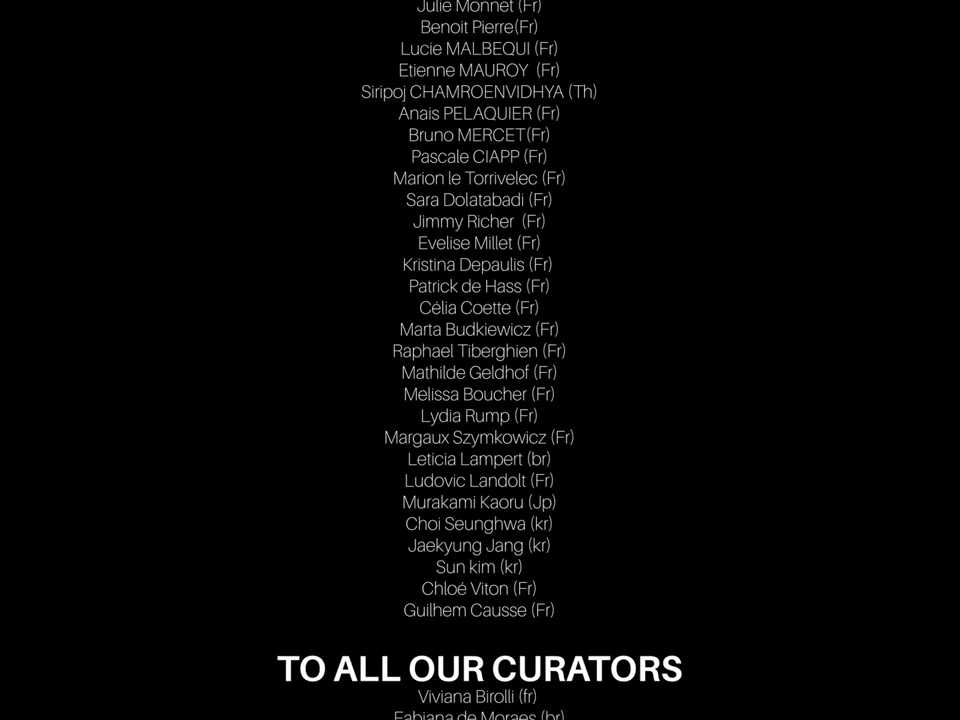 Julie Monnet (Fr)
Benoit Pierre(Fr)
Lucie MALBEQUI (Fr)
Etienne MAUROY  (Fr)
Siripoj CHAMROENVIDHYA (Th)
Anais PELAQUIER (Fr)
Bruno MERCET(Fr)
Pascale CIAPP (Fr)
Marion le Torrivelec (Fr)
Sara Dolatabadi (Fr)
Jimmy Richer  (Fr)
Evelise Millet (Fr)
Kristina Depaulis (Fr)
Patrick de Hass (Fr)
Célia Coette (Fr)
Marta Budkiewicz (Fr)
Raphael Tiberghien (Fr)
Mathilde Geldhof (Fr)
Melissa Boucher (Fr)
Lydia Rump (Fr)
Margaux Szymkowicz (Fr)
Leticia Lampert (br)
Ludovic Landolt (Fr)
Murakami Kaoru (Jp)
Choi Seunghwa (kr)
Jaekyung Jang (kr)
Sun kim (kr)
Chloé Viton (Fr)
Guilhem Causse (Fr)
TO ALL OUR CURATORS
Viviana Birolli (fr)
Fabiana de Moraes (br)